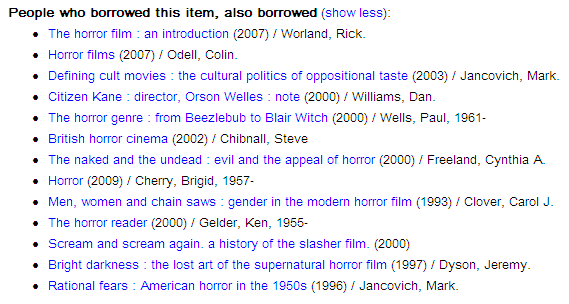 People who borrowed this item, also borrowed (show less):
The horror film : an introduction (2007) / Worland, Rick.
Horror films (2007) / Odell, Colin.
Defining cult movies : the cultural politics of oppositional taste (2003) / Jancovich, Mark.
Citizen Kane : director, Orson Welles : note (2000) / Williams, Dan.
The horror genre : from Beezlebub to Blair Witch (2000) / Wells, Paul, 1961-
British horror cinema (2002) / Chibnall, Steve
The naked and the undead : evil and the appeal of horror (2000) / Freeland, Cynthia A.
Horror (2009) / Cherry, Brigid, 1957-
Men, women and chain saws : gender in the modern horror film (1993) / Clover, Carol J.
The horror reader (2000) / Gelder, Ken, 1955-
Scream and scream again. a history of the slasher film. (2000)
Bright darkness : the lost art of the supernatural horror film (1997) / Dyson, Jeremy.
Rational fears : American horror in the 1950s (1996) / Jancovich, Mark.